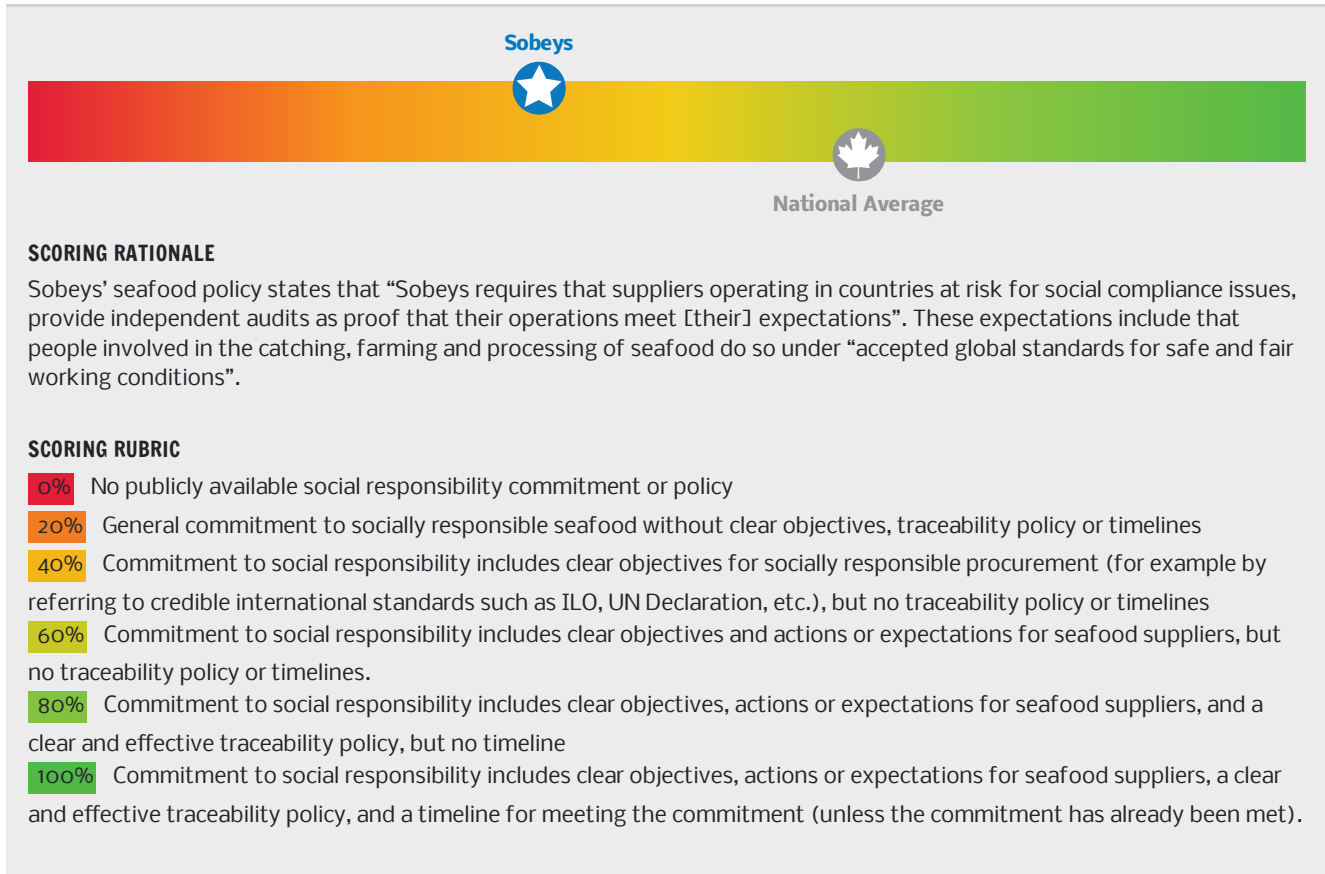 Sobeys
National Average
SCORING RATIONALE
Sobeys’ seafood policy states that “Sobeys requires that suppliers operating in countries at risk for social compliance issues,
provide independent audits as proof that their operations meet [their] expectations”. These expectations include that
people involved in the catching, farming and processing of seafood do so under “accepted global standards for safe and fair
working conditions”.
SCORING RUBRIC
0% No publicly available social responsibility commitment or policy
20% General commitment to socially responsible seafood without clear objectives, traceability policy or timelines
40% Commitment to social responsibility includes clear objectives for socially responsible procurement (for example by
referring to credible international standards such as ILO, UN Declaration, etc.), but no traceability policy or timelines
60% Commitment to social responsibility includes clear objectives and actions or expectations for seafood suppliers, but
no traceability policy or timelines.
80% Commitment to social responsibility includes clear objectives, actions or expectations for seafood suppliers, and a
clear and effective traceability policy, but no timeline
100% Commitment to social responsibility includes clear objectives, actions or expectations for seafood suppliers, a clear
and effective traceability policy, and a timeline for meeting the commitment (unless the commitment has already been met).